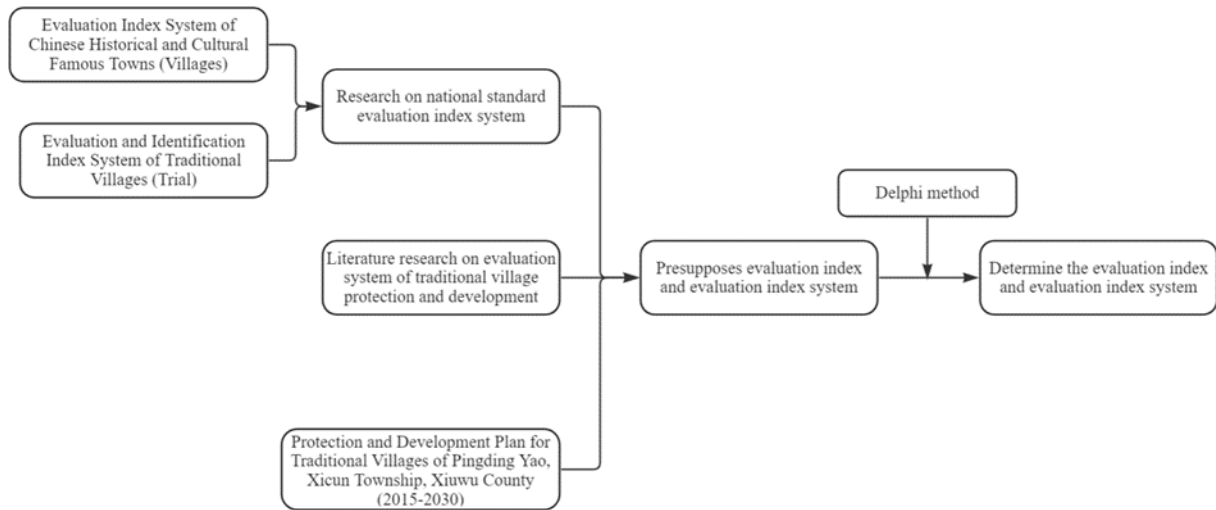 Evaluation Index System of
Chinese Historical and Cultural
Famous Towns (Villages)
Evaluation and Identification
Index System of Traditional
Villages (Trial)
Research on national standard
evaluation index system
Literature research on evaluation
system of traditional village
protection and development
Protection and Development Plan for
Traditional Villages of Pingding Yao,
Xicun Township, Xiuwu County
(2015-2030)
Presupposes evaluation index
and evaluation index system
Delphi method
Determine the evaluation index
and evaluation index system